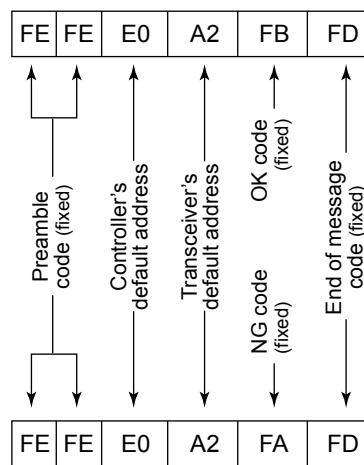 FE FE E0 A2 FB FD
Preamble
code (fixed)
Controller's
default address
Transceiver's
default address
OK code
(fixed)
NG code
(fixed)
End of message
code (fixed)
FE FE E0 A2 FA FD